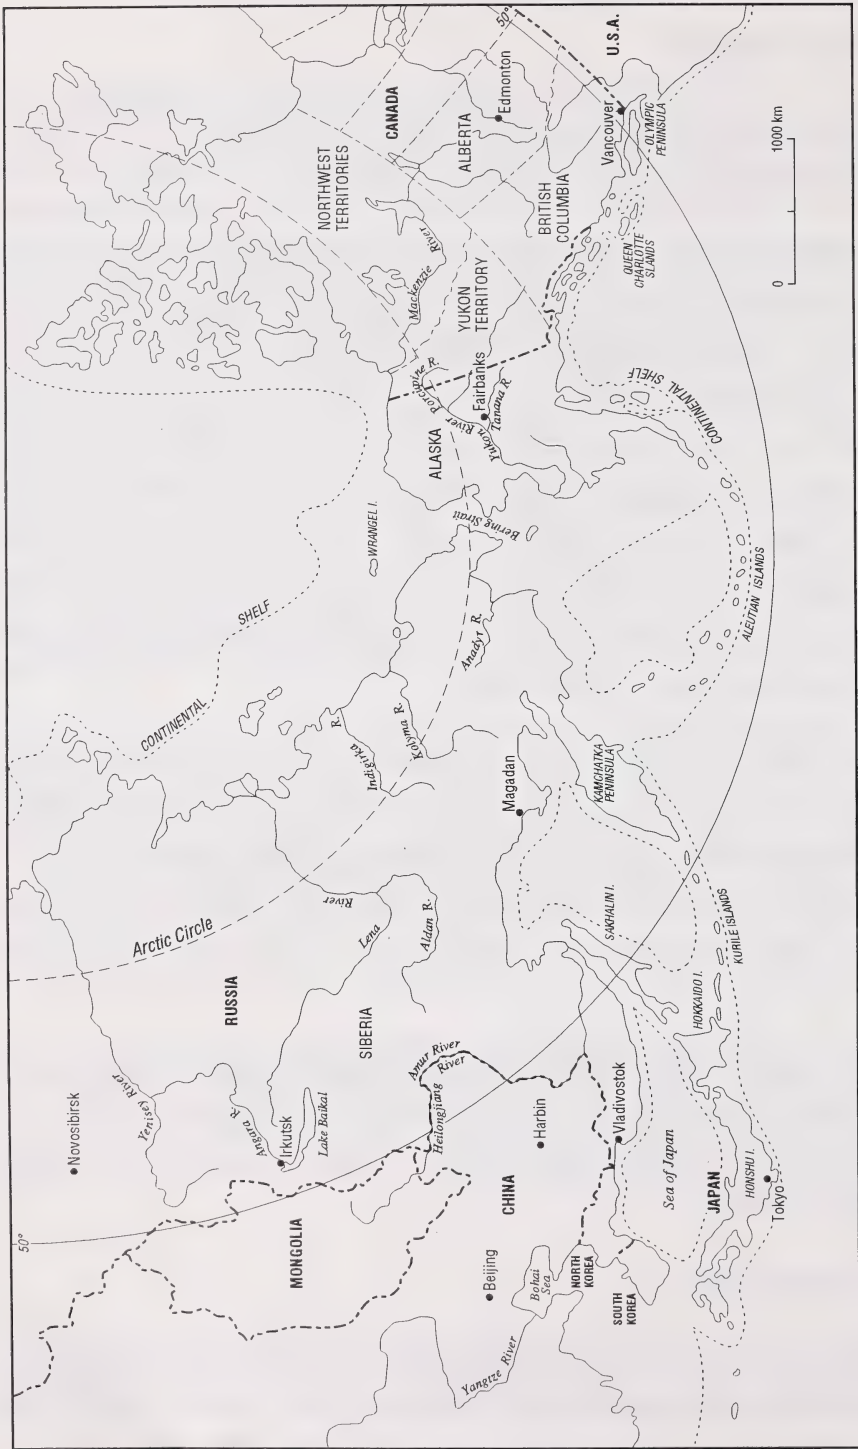 50°
Novosibirsk
Yenisey River
Angara R.
Irkutsk
Lake Baikal
MONGOLIA
RUSSIA
Arctic Circle
SIBERIA
Lena
River
Aldan R.
Amur River
River
Heilongjiang
CHINA
Harbin
Beijing
Yangtze River
Bohai
Sea
NORTH
KOREA
SOUTH
KOREA
Vladivostok
Sea of Japan
JAPAN
HONSHU I.
Tokyo
HOKKAIDO I.
SAKHALIN I.
KURILE ISLANDS
Magadan
KAMCHATKA
PENINSULA
Indigirka
R.
Kolyma R.
Anadyr R.
CONTINENTAL
SHELF
WRANGEL I.
Bering Strait
ALEUTIAN ISLANDS
CONTINENTAL SHELF
ALASKA
Yukon River
Porcupine R.
Fairbanks
Tanana R.
YUKON
TERRITORY
Mackenzie
River
NORTHWEST
TERRITORIES
CANADA
ALBERTA
Edmonton
BRITISH
COLUMBIA
QUEEN
CHARLOTTE
ISLANDS
Vancouver
OLYMPIC
PENINSULA
U.S.A.
50°
0
1000 km